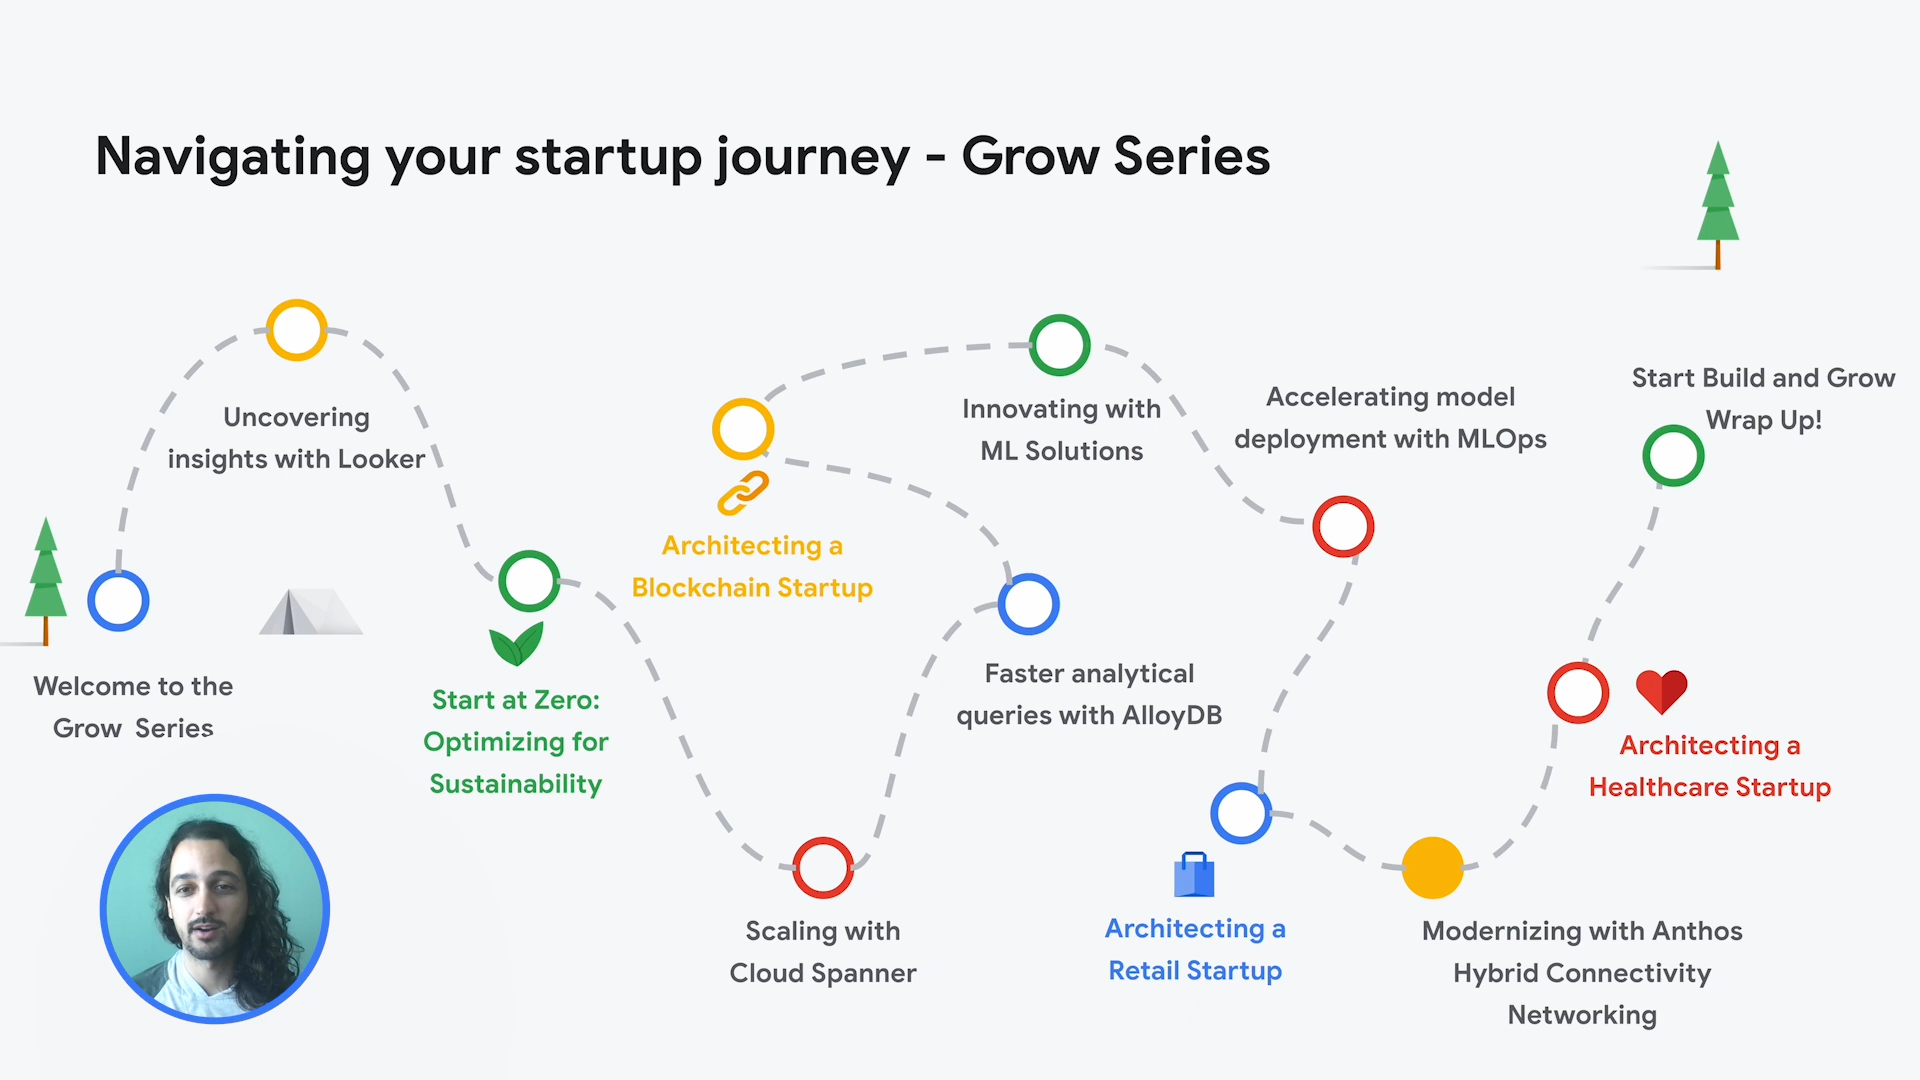 Navigating your startup journey - Grow Series
Uncovering
insights with Looker
Welcome to the
Grow Series
Start at Zero:
Optimizing for
Sustainability
Scaling with
Cloud Spanner
Faster analytical
queries with AlloyDB
Architecting a
Blockchain Startup
Innovating with
ML Solutions
Accelerating model
deployment with MLOps
Architecting a
Retail Startup
Modernizing with Anthos
Hybrid Connectivity
Networking
Architecting a
Healthcare Startup
Start Build and Grow
Wrap Up!